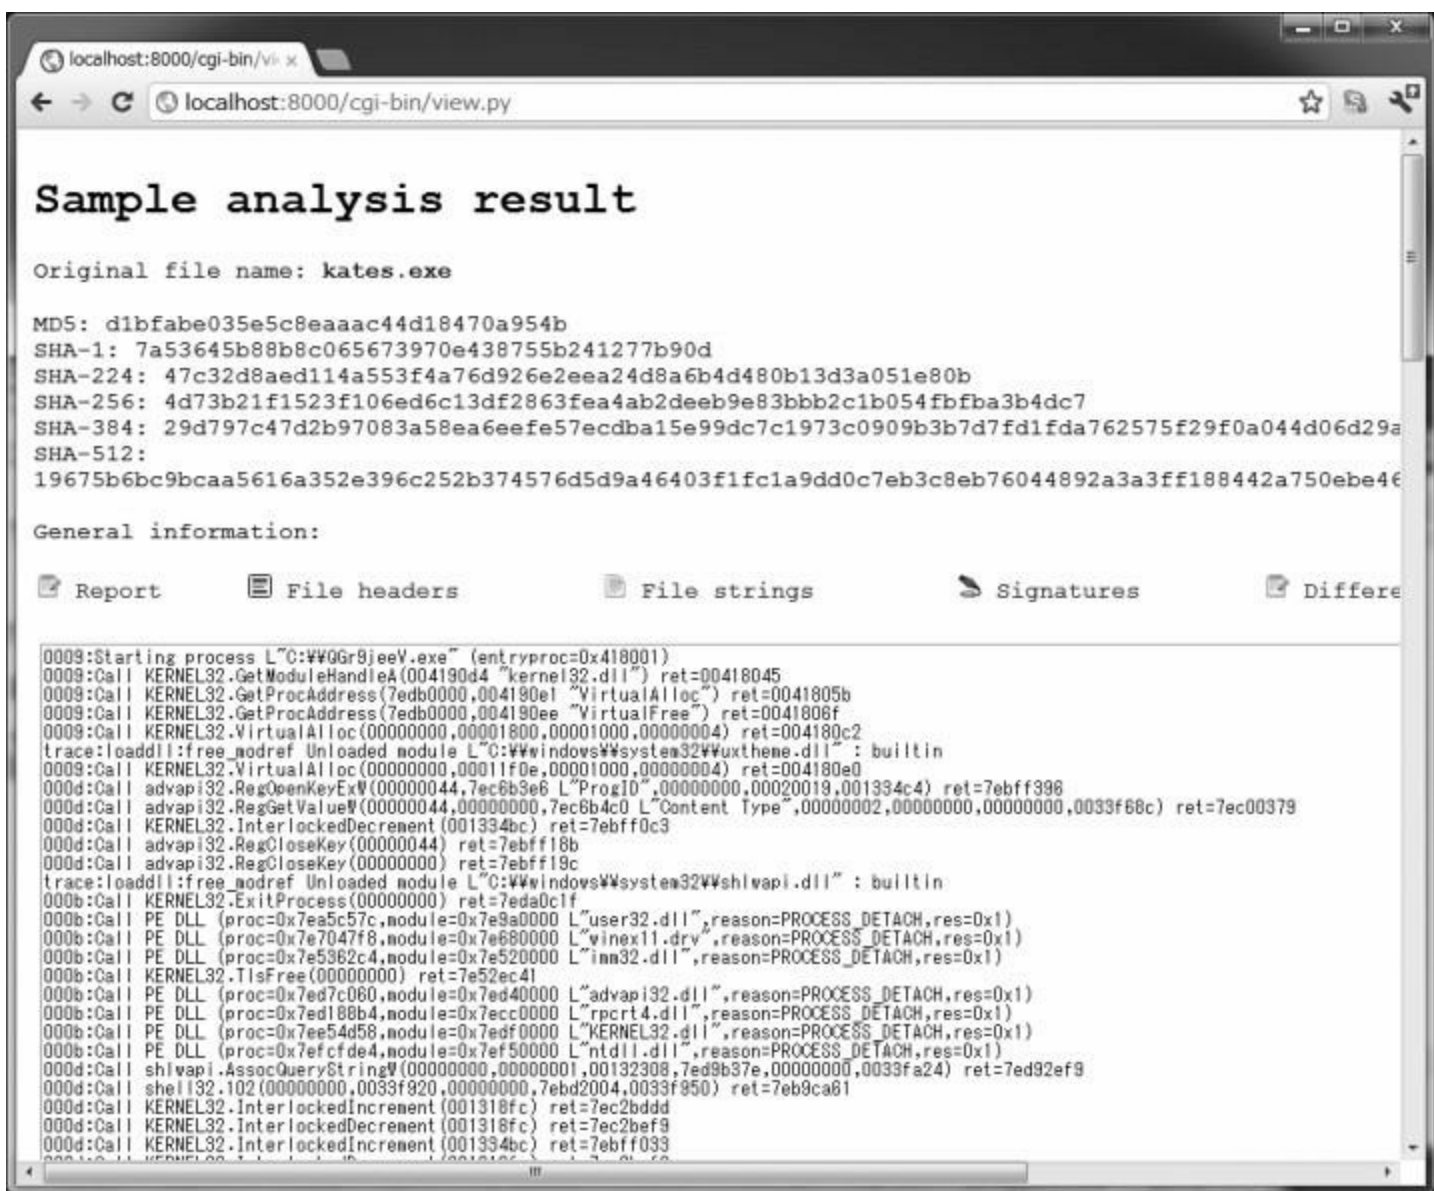 localhost:8000/cgi-bin/vi
localhost:8000/cgi-bin/view.py
Sample analysis result
Original file name: kates.exe
MD5: d1bfabe035e5c8eaaac44d18470a954b
SHA-1: 7a53645b88b8c065673970e438755b241277b90d
SHA-224: 47c32d8aed114a553f4a76d926e2eea24d8a6b4d480b13d3a051e80b
SHA-256: 4d73b21f1523f106ed6c13df2863fea4ab2deeb9e83bbb2c1b054fbfba3b4dc7
SHA-384: 29d797c47d2b97083a58ea6eefe57ecdba15e99dc7c1973c0909b3b7d7fd1fda762575f29f0a044d06d29a
SHA-512:
19675b6bc9bcaa5616a352e396c252b374576d5d9a46403f1fc1a9dd0c7eb3c8eb76044892a3a3ff188442a750ebe46
General information:
Report File headers File strings Signatures Differe
0009:Starting process L"C:¥¥QGr9jeeV.exe" (entryproc=0x418001)
0009:Call KERNEL32.GetModuleHandleA(004190d4 "kernel32.dll") ret=00418045
0009:Call KERNEL32.GetProcAddress(7edb0000,004190e1 "VirtualAlloc") ret=0041805b
0009:Call KERNEL32.GetProcAddress(7edb0000,004190ee "VirtualFree") ret=0041806f
0009:Call KERNEL32.VirtualAlloc(00000000,00001800,00001000,00000004) ret=004180c2
trace:loaddll:free_modref Unloaded module L"C:¥¥windows¥¥system32¥¥uxtheme.dll" : builtin
0009:Call KERNEL32.VirtualAlloc(00000000,00011f0e,00001000,00000004) ret=004180e0
000d:Call advapi32.RegOpenKeyExW(00000044,7ec6b3e6 L"ProgID",00000000,00020019,001334c4) ret=7ebff396
000d:Call advapi32.RegGetValueW(00000044,00000000,7ec6b4c0 L"Content Type",00000002,00000000,00000000,0033f68c) ret=7ec00379
000d:Call KERNEL32.InterlockedDecrement(001334bc) ret=7ebff0c3
000d:Call advapi32.RegCloseKey(00000044) ret=7ebff18b
000d:Call advapi32.RegCloseKey(00000000) ret=7ebff19c
trace:loaddll:free_modref Unloaded module L"C:¥¥windows¥¥system32¥¥shlwapi.dll" : builtin
000b:Call KERNEL32.ExitProcess(00000000) ret=7eda0c1f
000b:Call PE DLL (proc=0x7ea5c57c,module=0x7e9a0000 L"user32.dll",reason=PROCESS_DETACH,res=0x1)
000b:Call PE DLL (proc=0x7e7047f8,module=0x7e680000 L"winex11.drv",reason=PROCESS_DETACH,res=0x1)
000b:Call PE DLL (proc=0x7e5362c4,module=0x7e520000 L"imm32.dll",reason=PROCESS_DETACH,res=0x1)
000b:Call KERNEL32.TlsFree(00000000) ret=7e52ec41
000b:Call PE DLL (proc=0x7ed7c060,module=0x7ed40000 L"advapi32.dll",reason=PROCESS_DETACH,res=0x1)
000b:Call PE DLL (proc=0x7ed188b4,module=0x7ecc0000 L"rpcrt4.dll",reason=PROCESS_DETACH,res=0x1)
000b:Call PE DLL (proc=0x7ee54d58,module=0x7edf0000 L"KERNEL32.dll",reason=PROCESS_DETACH,res=0x1)
000b:Call PE DLL (proc=0x7efcfde4,module=0x7ef50000 L"ntdll.dll",reason=PROCESS_DETACH,res=0x1)
000d:Call shlwapi.AssocQueryStringW(00000000,00000001,00132308,7ed9b37e,00000000,0033fa24) ret=7ed92ef9
000d:Call shell32.102(00000000,0033f920,00000000,7ebd2004,0033f950) ret=7eb9ca61
000d:Call KERNEL32.InterlockedIncrement(001318fc) ret=7ec2bddd
000d:Call KERNEL32.InterlockedDecrement(001318fc) ret=7ec2bef9
000d:Call KERNEL32.InterlockedIncrement(001334bc) ret=7ebff033